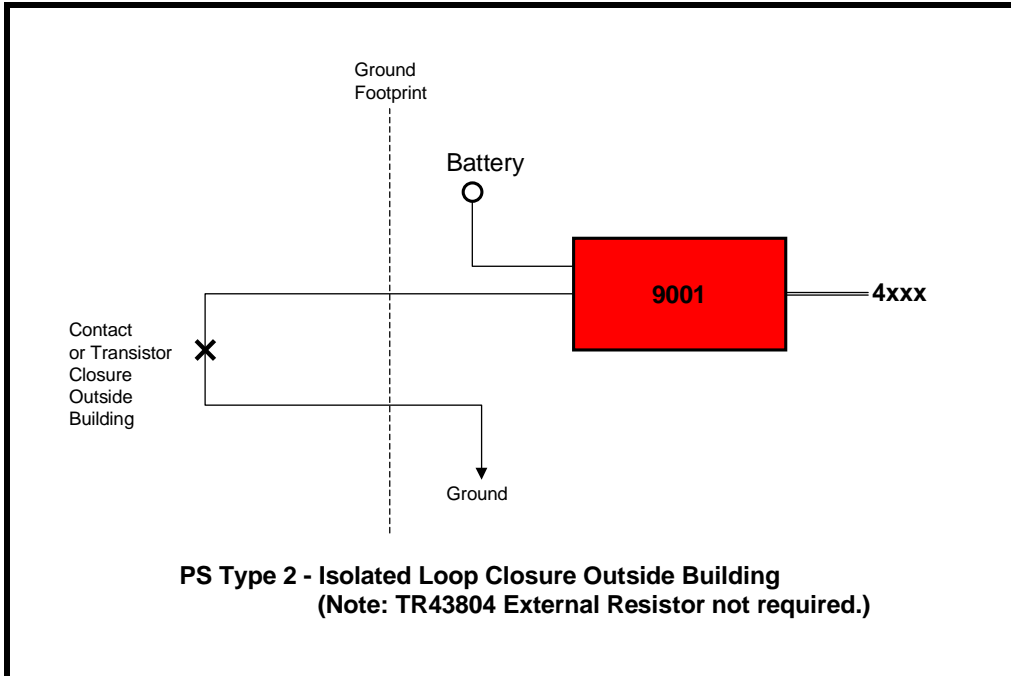 Ground
Footprint
Battery
9001
4xxx
Contact
or Transistor
Closure
Outside
Building
Ground
PS Type 2 - Isolated Loop Closure Outside Building
(Note: TR43804 External Resistor not required.)